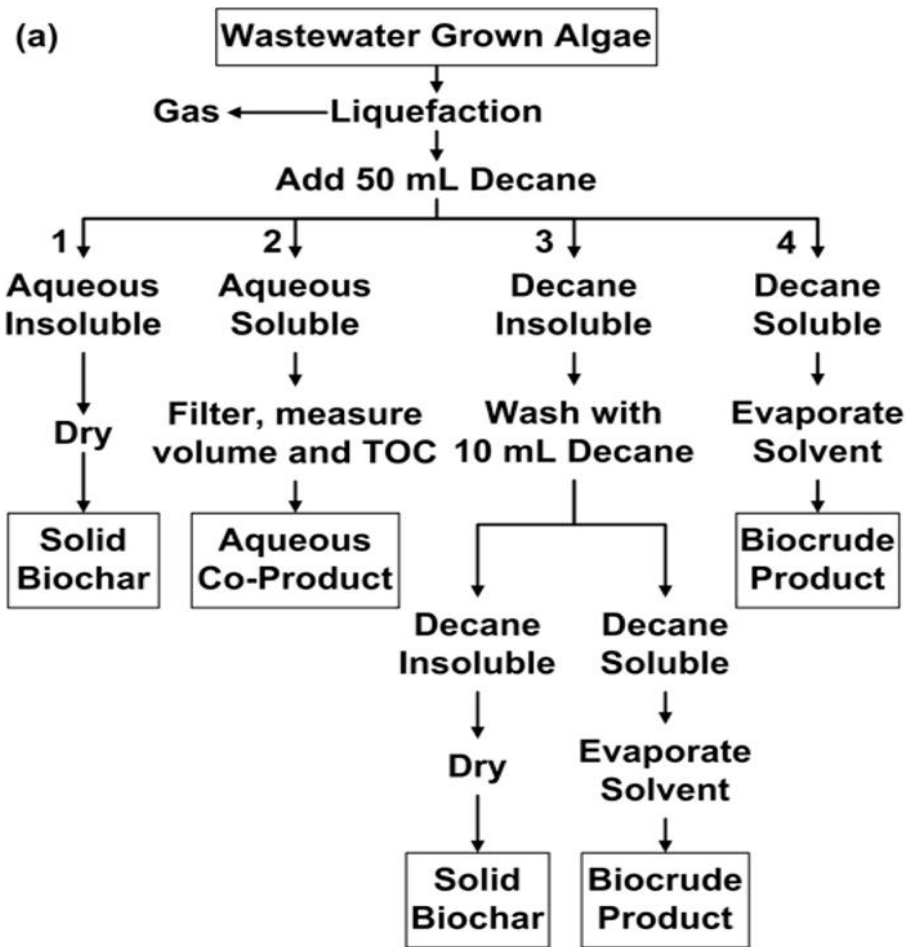 (a)
Wastewater Grown Algae
Gas
Liquefaction
Add 50 mL Decane
1
2
3
4
Aqueous
Insoluble
Aqueous
Soluble
Decane
Insoluble
Decane
Soluble
Dry
Filter, measure
volume and TOC
Wash with
10 mL Decane
Evaporate
Solvent
Solid
Biochar
Aqueous
Co-Product
Biocrude
Product
Decane
Insoluble
Decane
Soluble
Dry
Evaporate
Solvent
Solid
Biochar
Biocrude
Product